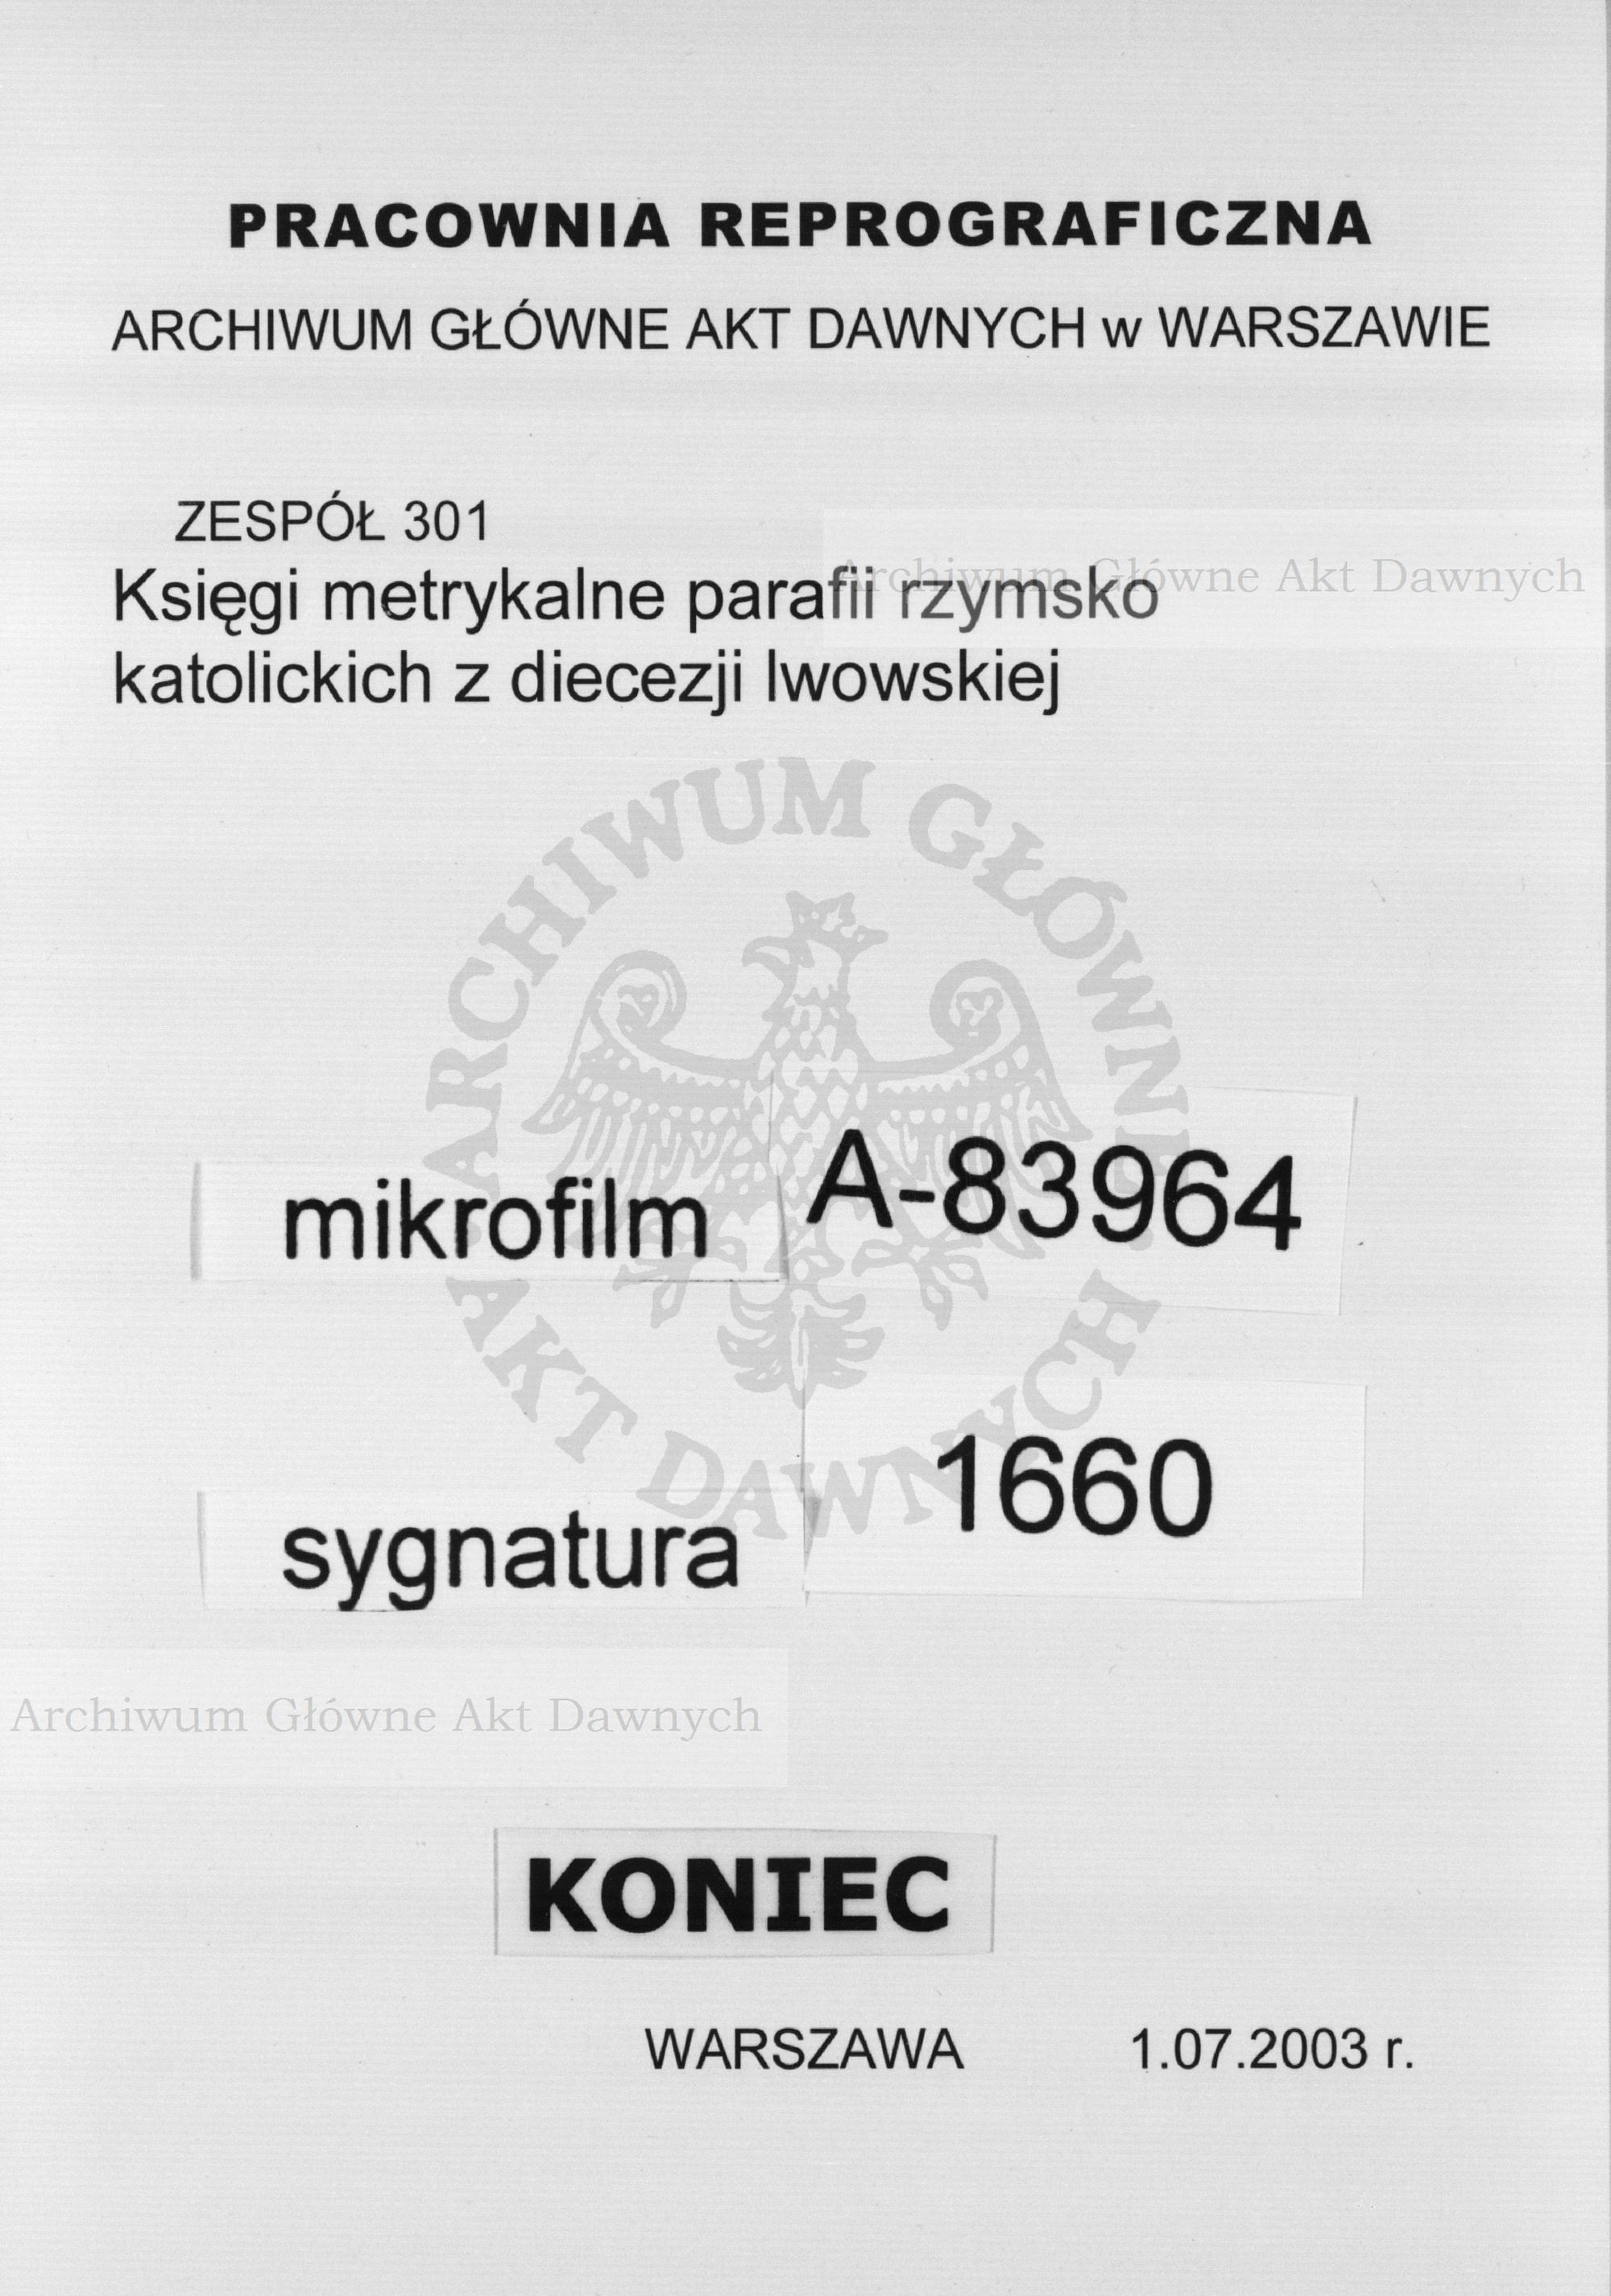 PRACOWNIA REPROGRAFICZNA
ARCHIWUM GŁÓWNE AKT DAWNYCH w WARSZAWIE
ZESPÓŁ 301
Archiwum Główne Akt Dawnych
Księgi metrykalne parafii rzymsko
katolickich z diecezji lwowskiej
ARCHIWUM GŁÓWNE AKT DAWNYCH
mikrofilm A-83964
sygnatura 1660
Archiwum Główne Akt Dawnych
KONIEC
WARSZAWA 1.07.2003 r.